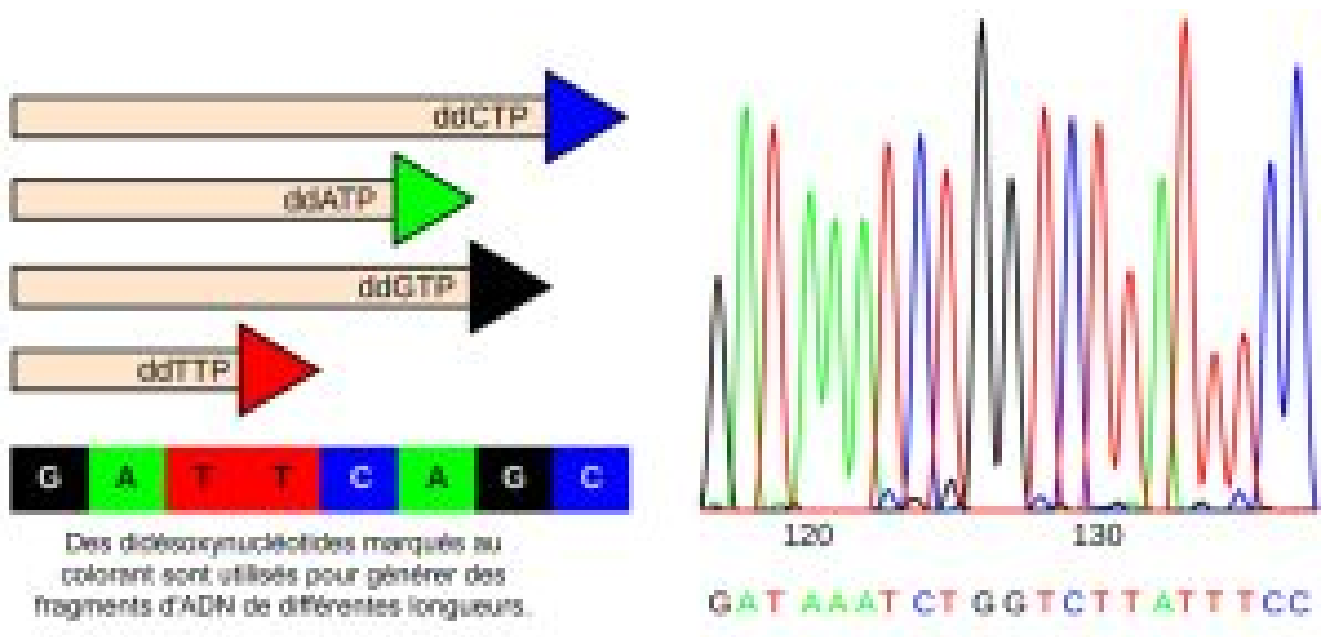 ddCTP
ddATP
ddGTP
ddTTP
G A T T C A G C
Des didésoxynucléotides marqués au
colorant sont utilisés pour générer des
fragments d'ADN de différentes longueurs.
120 130
GAT AAAT CT GGTCTTATTTCC